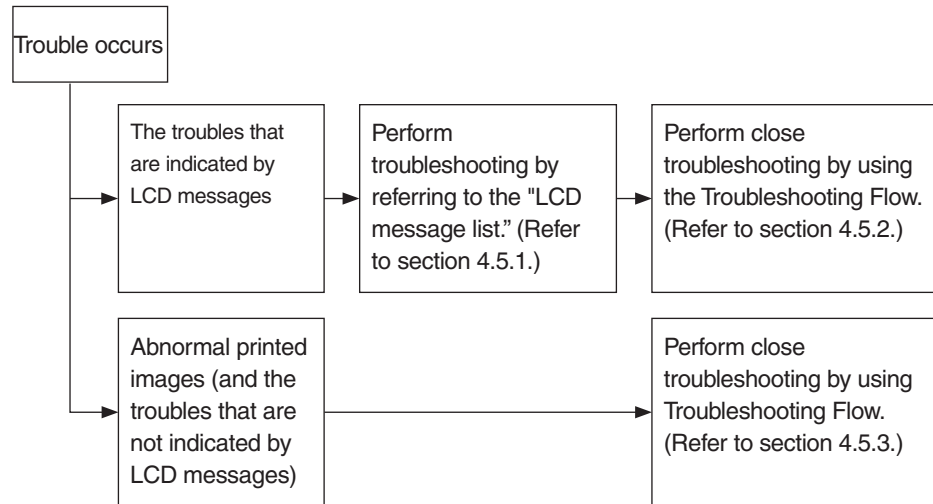 Trouble occurs
The troubles that
are indicated by
LCD messages
Perform
troubleshooting by
referring to the "LCD
message list.” (Refer
to section 4.5.1.)
Perform close
troubleshooting by using
the Troubleshooting Flow.
(Refer to section 4.5.2.)
Abnormal printed
images (and the
troubles that are
not indicated by
LCD messages)
Perform close
troubleshooting by using
Troubleshooting Flow.
(Refer to section 4.5.3.)